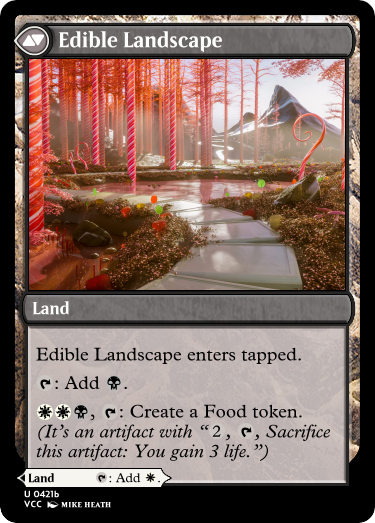 Edible Landscape
Land
Edible Landscape enters tapped.
: Add .
, : Create a Food token.
(It's an artifact with “2, , Sacrifice
this artifact: You gain 3 life.”)
Land : Add .
U 0421b
VCC MIKE HEATH